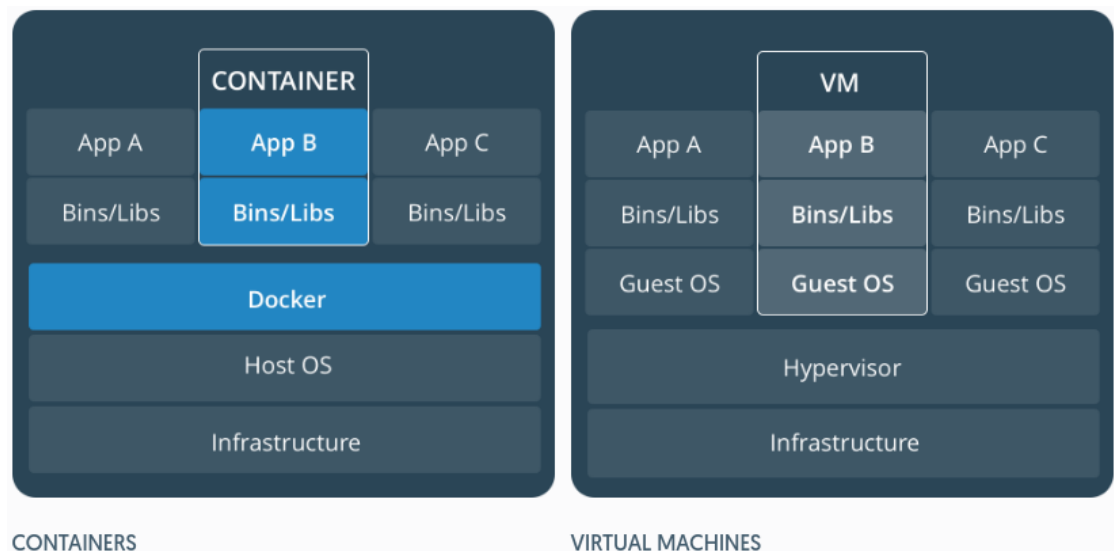 CONTAINER
App A App B App C
Bins/Libs Bins/Libs Bins/Libs
Docker
Host OS
Infrastructure
CONTAINERS
VM
App A App B App C
Bins/Libs Bins/Libs Bins/Libs
Guest OS Guest OS Guest OS
Hypervisor
Infrastructure
VIRTUAL MACHINES